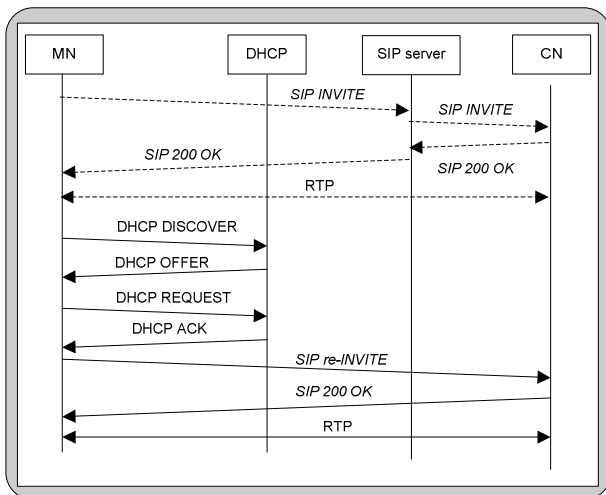 MN
DHCP
SIP server
CN
SIP INVITE
SIP INVITE
SIP 200 OK
SIP 200 OK
RTP
DHCP DISCOVER
DHCP OFFER
DHCP REQUEST
DHCP ACK
SIP re-INVITE
SIP 200 OK
RTP